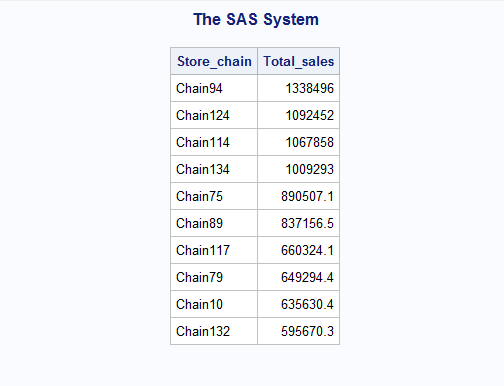 The SAS System
Store_chain Total_sales
Chain94 1338496
Chain124 1092452
Chain114 1067858
Chain134 1009293
Chain75 890507.1
Chain89 837156.5
Chain117 660324.1
Chain79 649294.4
Chain10 635630.4
Chain132 595670.3